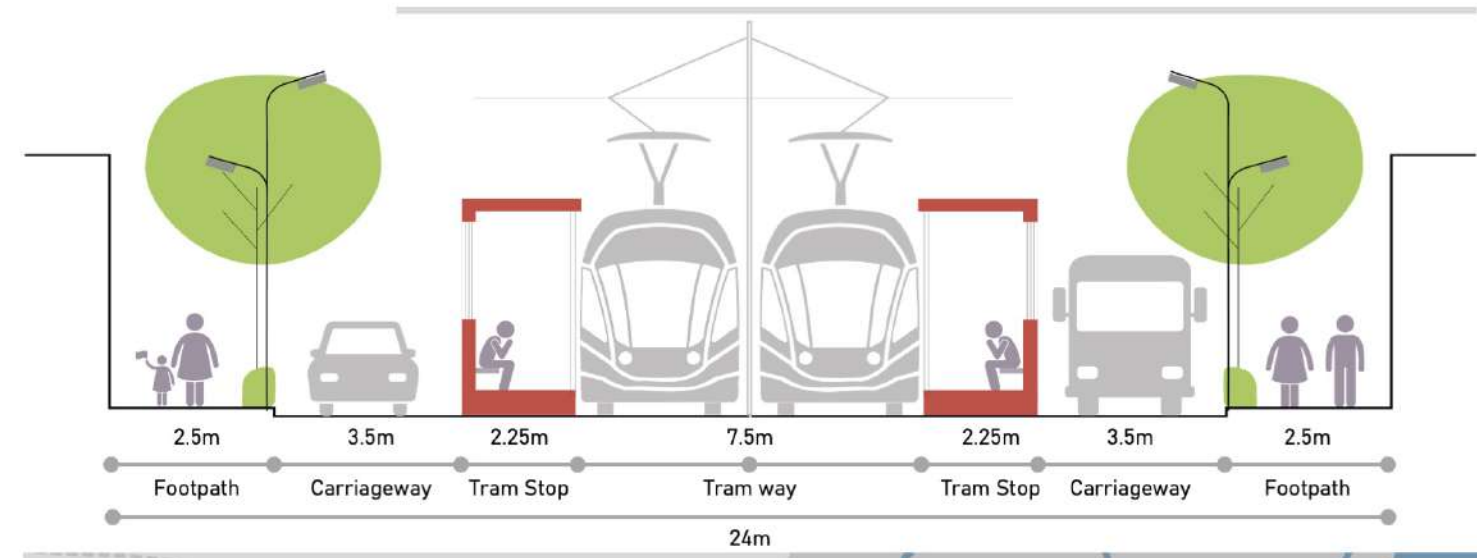 2.5m 3.5m 2.25m 7.5m 2.25m 3.5m 2.5m
Footpath Carriageway Tram Stop Tram way Tram Stop Carriageway Footpath
24m